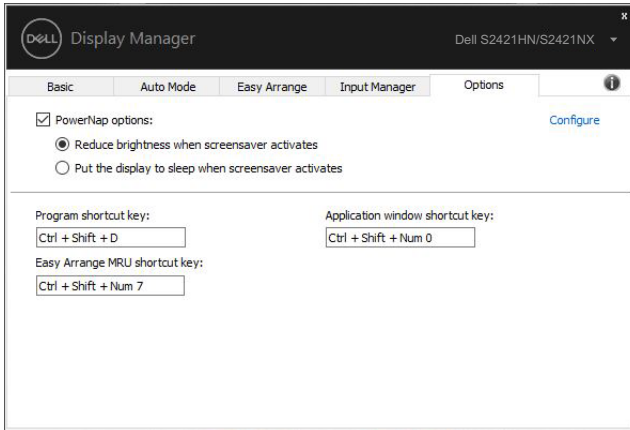 x
DELL Display Manager
Dell S2421HN/S2421NX
Basic Auto Mode Easy Arrange Input Manager Options
PowerNap options: Configure
Reduce brightness when screensaver activates
Put the display to sleep when screensaver activates
Program shortcut key: Application window shortcut key:
Ctrl + Shift + D Ctrl + Shift + Num 0
Easy Arrange MRU shortcut key:
Ctrl + Shift + Num 7